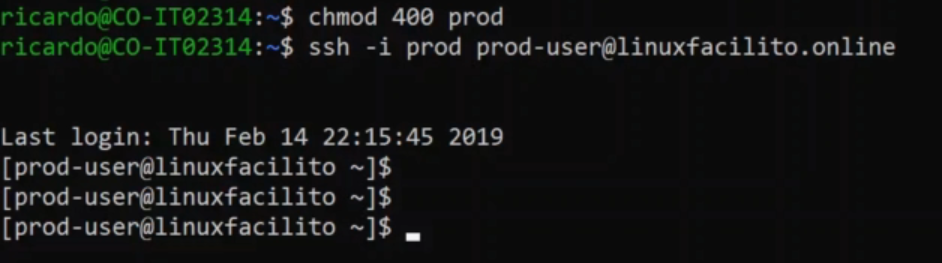 ricardo@CO-IT02314:~$ chmod 400 prod
ricardo@CO-IT02314:~$ ssh -i prod prod-user@linuxfacilito.online
Last login: Thu Feb 14 22:15:45 2019
[prod-user@linuxfacilito ~]$
[prod-user@linuxfacilito ~]$
[prod-user@linuxfacilito ~]$